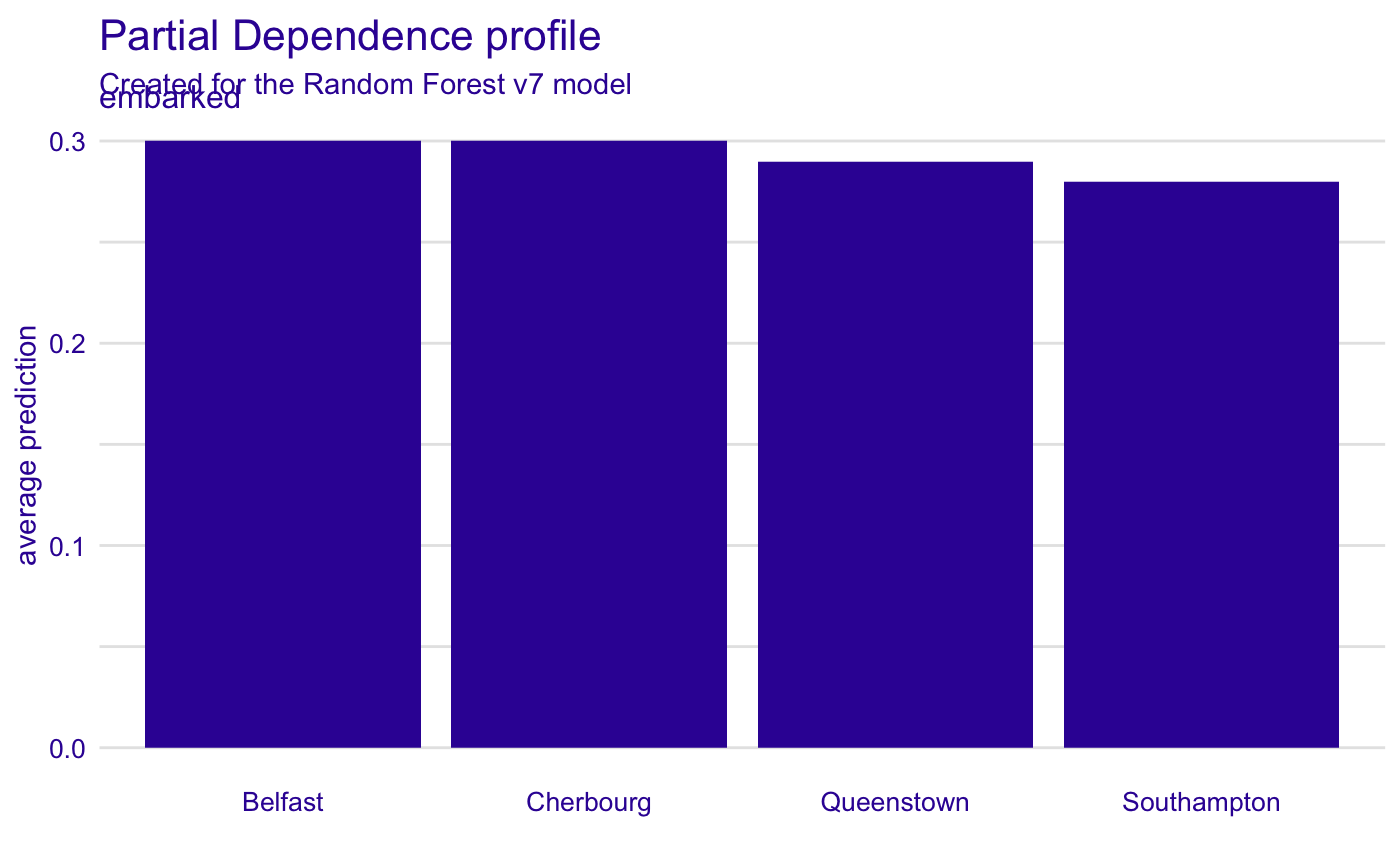 Partial Dependence profile
Created for the Random Forest v7 model
embarked
average prediction
0.3
0.2
0.1
0.0
Belfast Cherbourg Queenstown Southampton